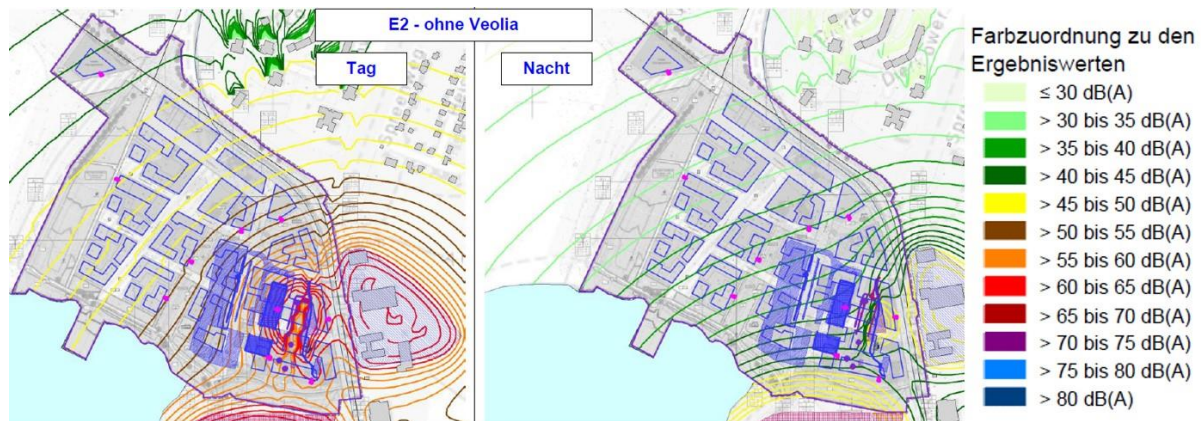 E2 - ohne Veolia
Tag
Nacht
Farbzuordnung zu den
Ergebniswerten
≤ 30 dB(A)
> 30 bis 35 dB(A)
> 35 bis 40 dB(A)
> 40 bis 45 dB(A)
> 45 bis 50 dB(A)
> 50 bis 55 dB(A)
> 55 bis 60 dB(A)
> 60 bis 65 dB(A)
> 65 bis 70 dB(A)
> 70 bis 75 dB(A)
> 75 bis 80 dB(A)
> 80 dB(A)